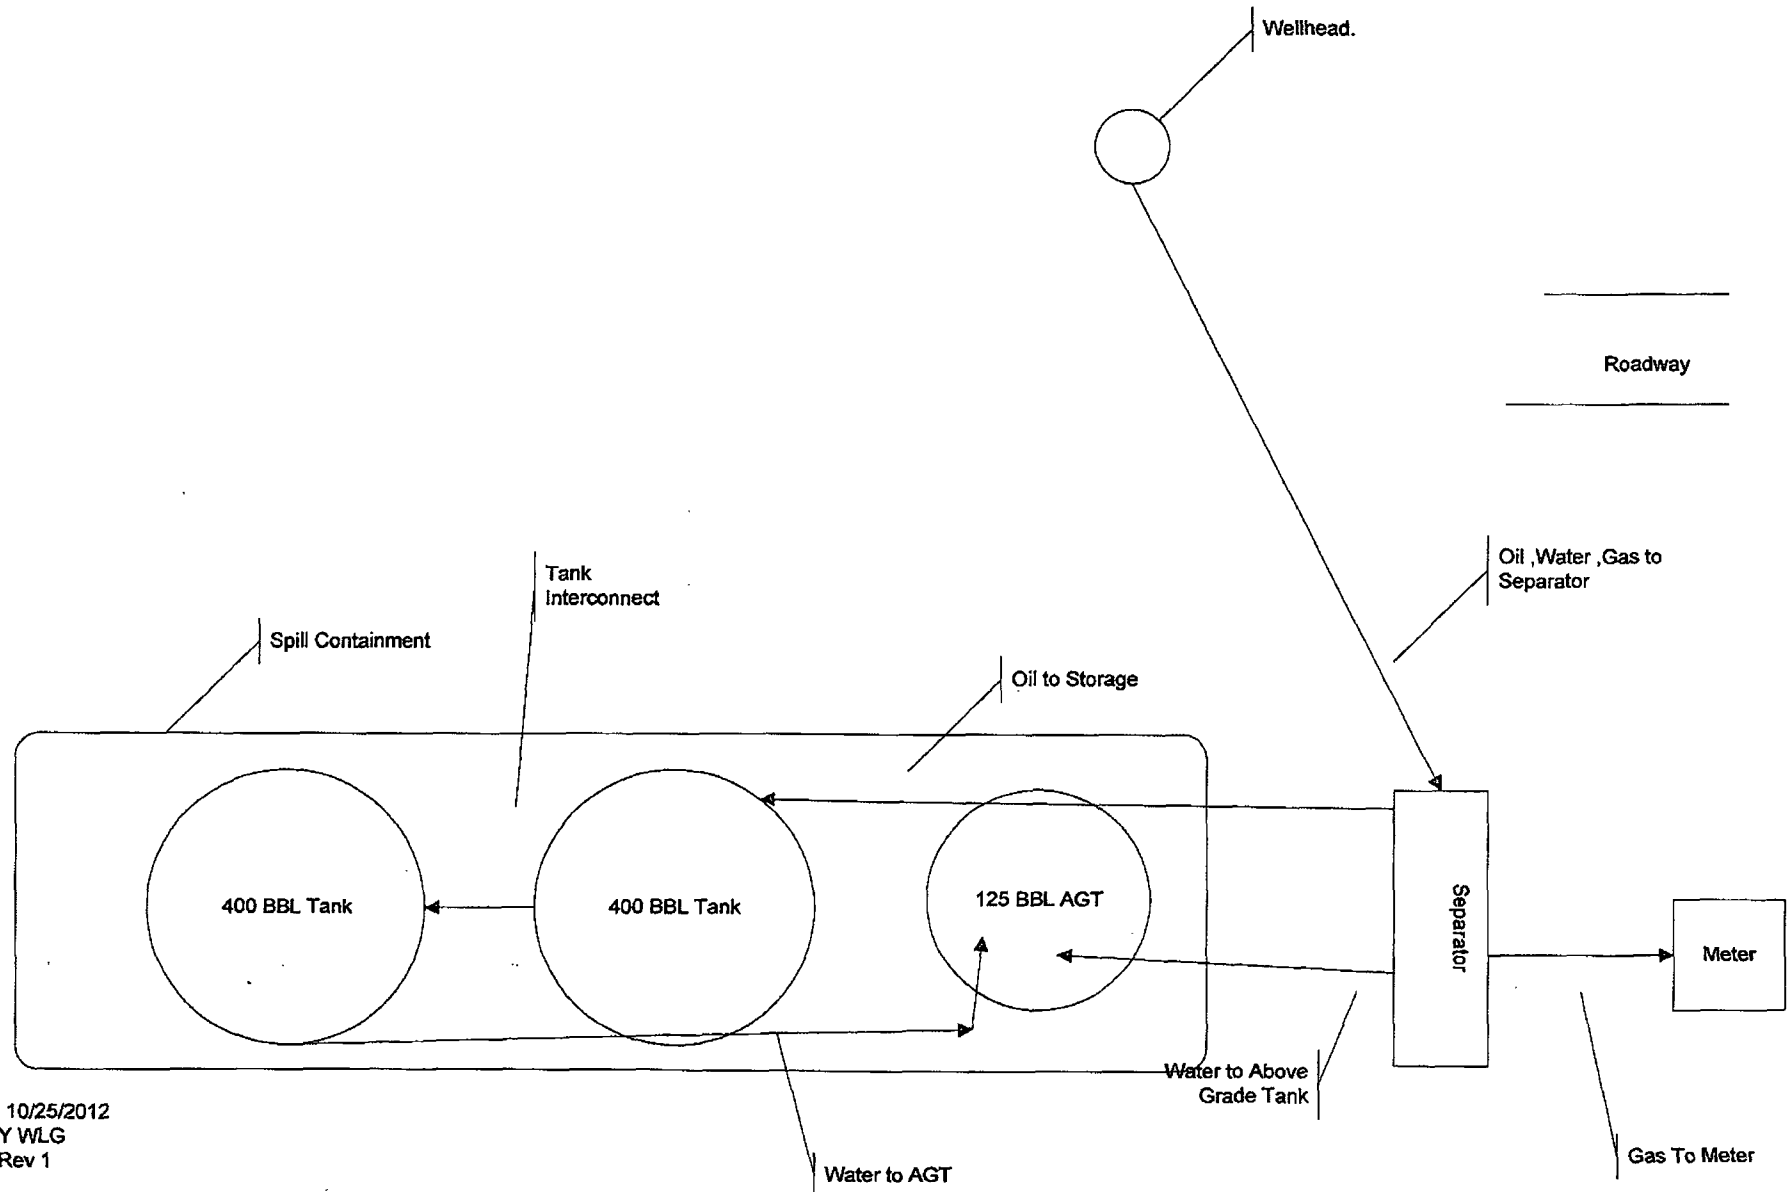 Wellhead.
Roadway
Oil ,Water ,Gas to
Separator
Tank
Interconnect
Spill Containment
Oil to Storage
400 BBL Tank
400 BBL Tank
125 BBL AGT
Separator
Meter
Water to Above
Grade Tank
Gas To Meter
Water to AGT
10/25/2012
Y WLG
Rev 1